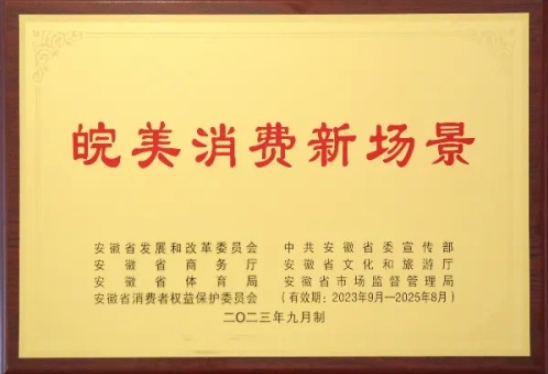 皖美消费新场景
安徽省发展和改革委员会 中共安徽省委宣传部
安徽省商务厅 安徽省文化和旅游厅
安徽省体育局 安徽省市场监督管理局
安徽省消费者权益保护委员会 (有效期：2023年9月—2025年8月)
二〇二三年九月制